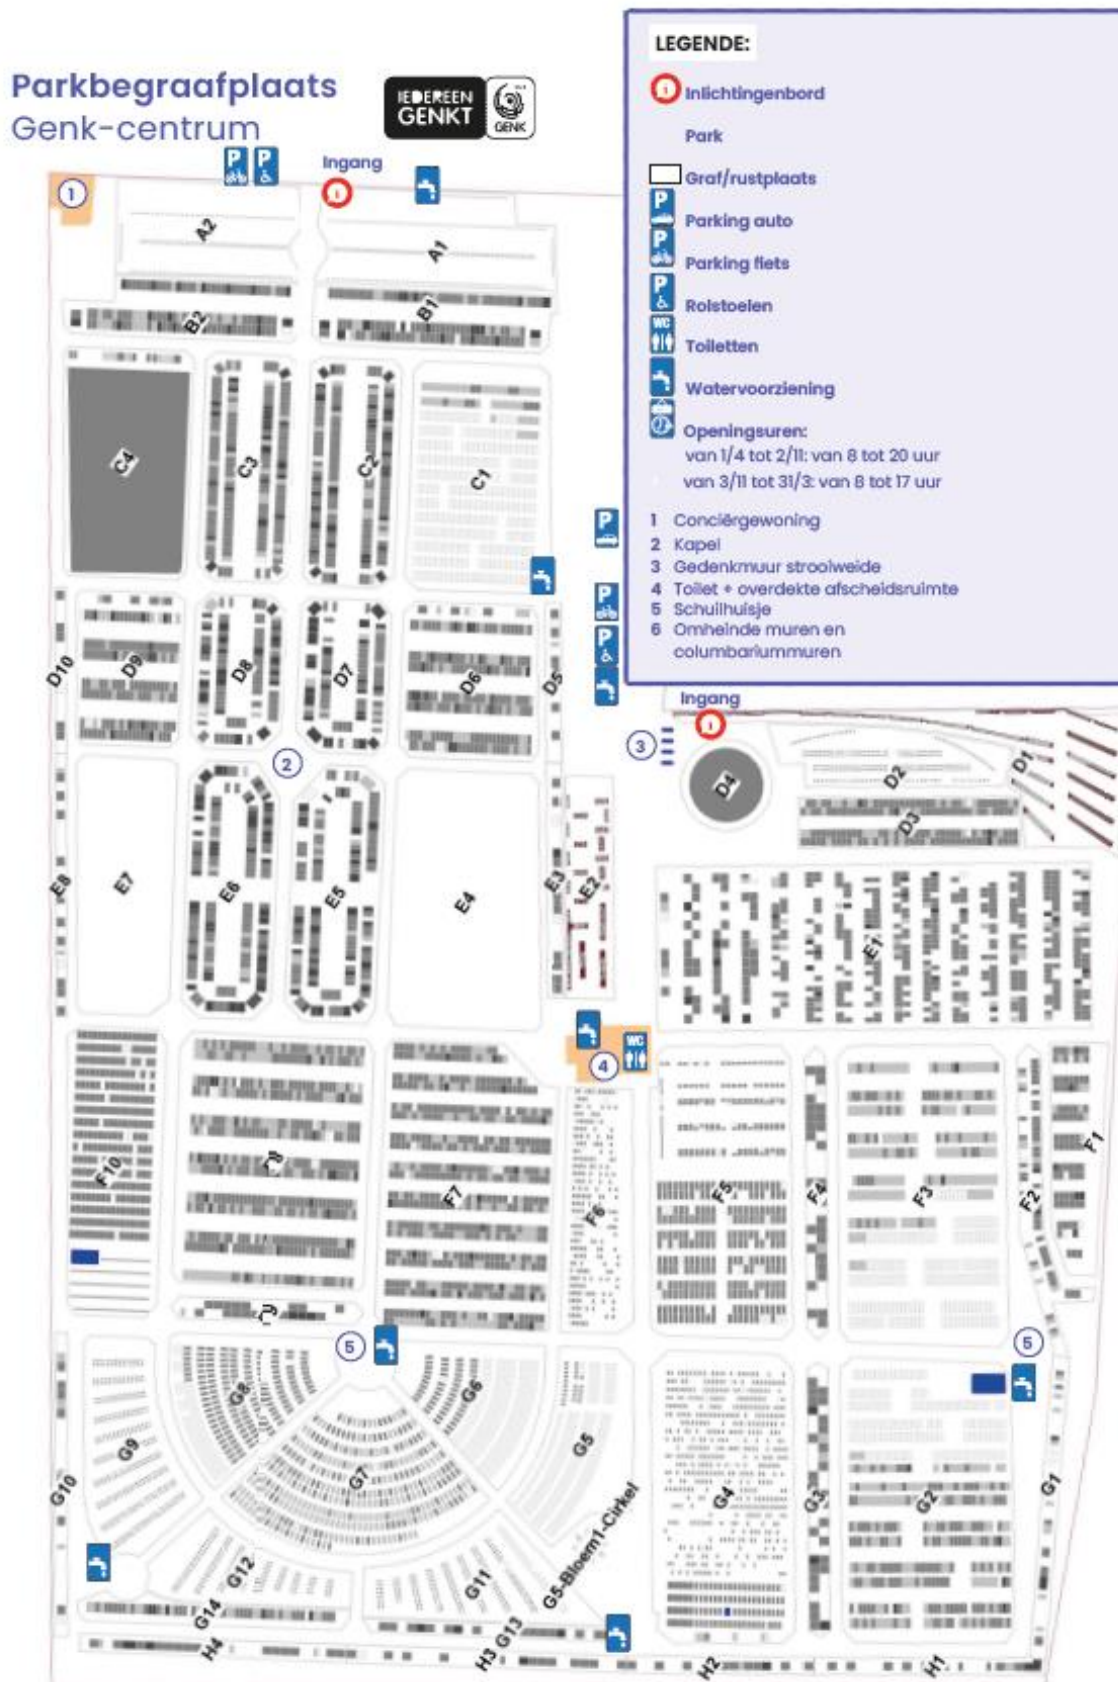 Parkbegraafplaats
Genk-centrum
IEDEREEN
GENKT
GENK
LEGENDE:
i Inlichtingenbord
Park
Graf/rustplaats
P Parking auto
P Parking fiets
P Rolstoelen
WC Toiletten
Watervoorziening
Openingsuren:
van 1/4 tot 2/11: van 8 tot 20 uur
van 3/11 tot 31/3: van 8 tot 17 uur
1 Conciërgewoning
2 Kapel
3 Gedenkmuur strooiweide
4 Toilet + overdekte afscheidsruimte
5 Schuilhuisje
6 Omheinde muren en
columbariummuren
P P
Ingang
i
1
A2
A1
B2
B1
C4
C3
C2
C1
P
P
P
D10
D9
D8
D7
D6
D5
Ingang
i
2
3
D4
D2
D1
D3
E8
E7
E6
E5
E4
E3
E2
E1
WC
4
F10
F7
F6
F5
F4
F3
F2
F1
5
5
G10
G9
G8
G7
G6
G5
G5-Bloem1-Cirkel
G4
G3
G2
G1
G14
G12
G11
G13
H4
H3
H2
H1